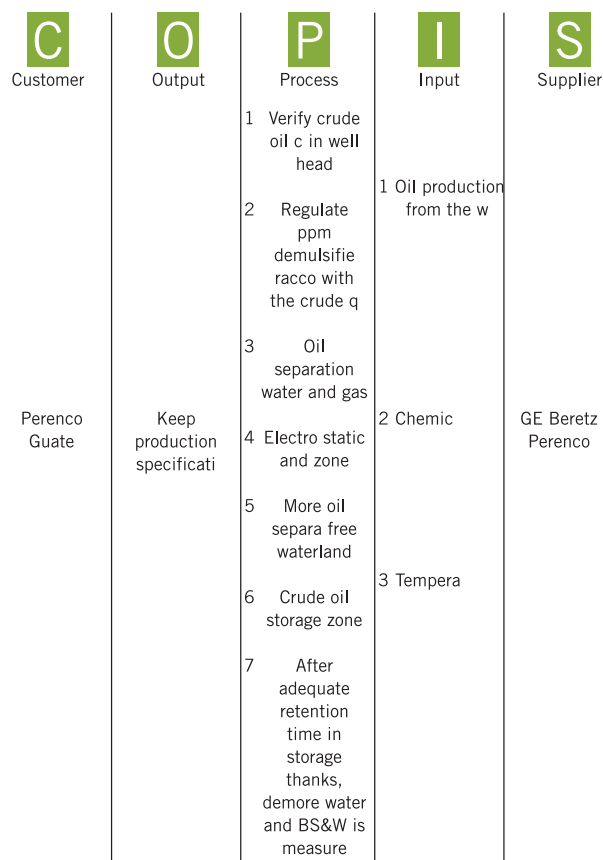 C O P I S
Customer Output Process Input Supplier
Perenco
Guate
Keep
production
specificati
1 Verify crude
oil c in well
head
2 Regulate
ppm
demulsifie
racco with
the crude q
3 Oil
separation
water and gas
4 Electro static
and zone
5 More oil
separa free
waterland
6 Crude oil
storage zone
7 After
adequate
retention
time in
storage
thanks,
demore water
and BS&W is
measure
1 Oil production
from the w
2 Chemic
3 Tempera
GE Beretz
Perenco